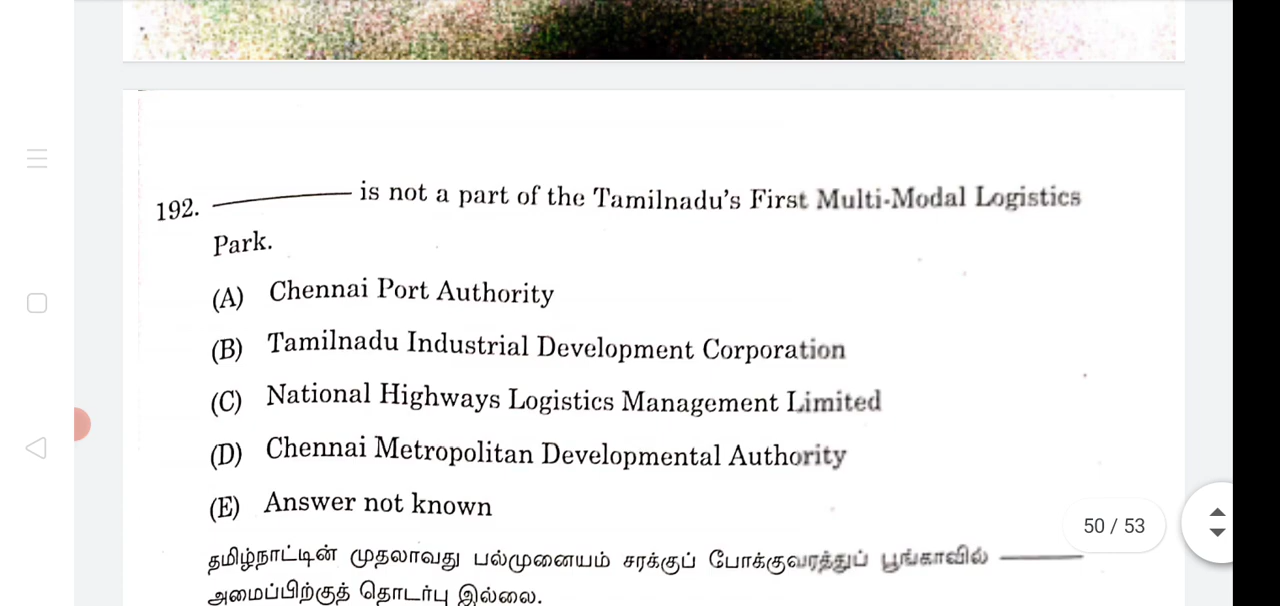 192. ________ is not a part of the Tamilnadu's First Multi-Modal Logistics
Park.
(A) Chennai Port Authority
(B) Tamilnadu Industrial Development Corporation
(C) National Highways Logistics Management Limited
(D) Chennai Metropolitan Developmental Authority
(E) Answer not known
தமிழ்நாட்டின் முதலாவது பல்முனையம் சரக்குப் போக்குவரத்துப் பூங்காவில் ________
அமைப்பிற்குத் தொடர்பு இல்லை.
50 / 53